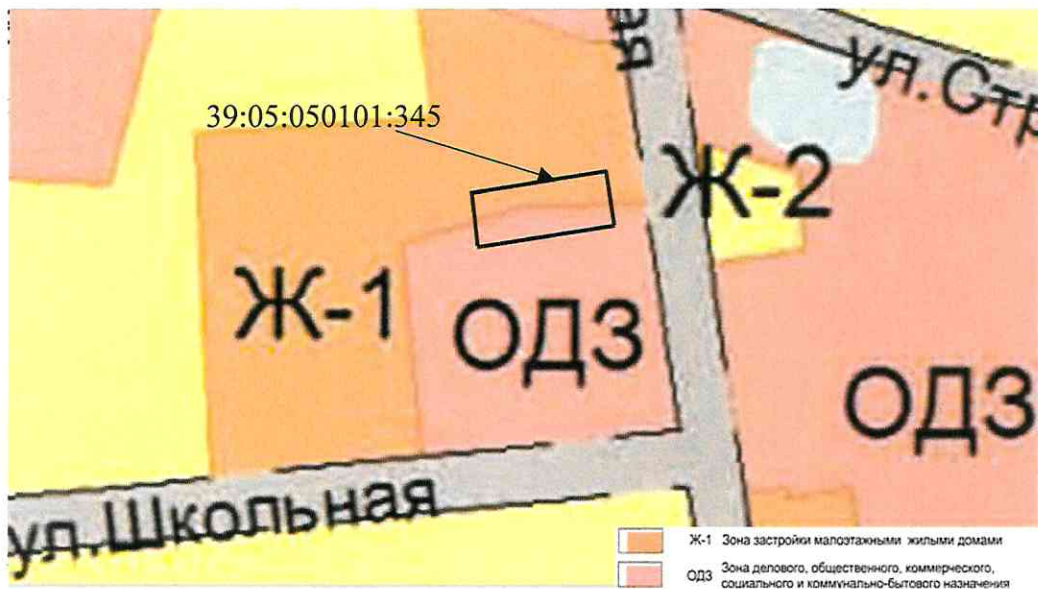 ул.Стр
39:05:050101:345
Ж-2
Ж-1
ОДЗ
ОДЗ
ул.Школьная
Ж-1 Зона застройки малоэтажными жилыми домами
ОДЗ Зона делового, общественного, коммерческого,
социального и коммунально-бытового назначения